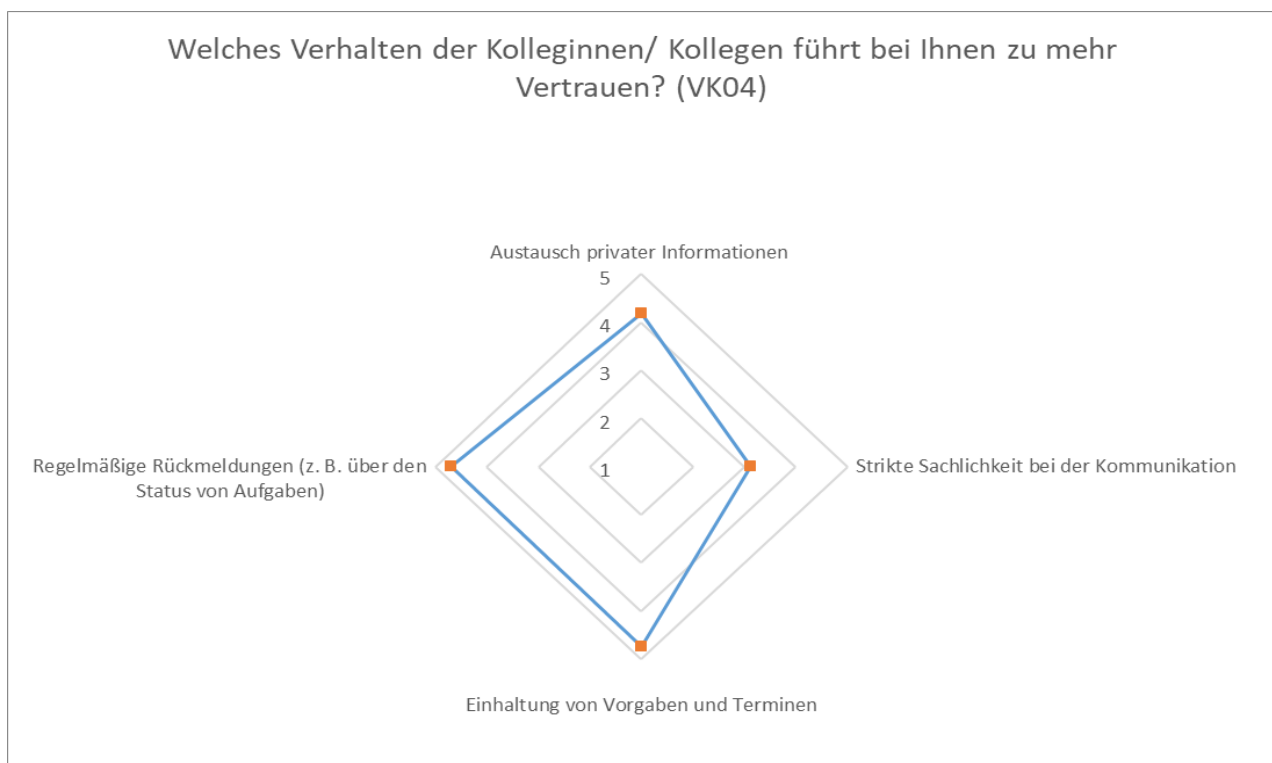 Welches Verhalten der Kolleginnen/ Kollegen führt bei Ihnen zu mehr
Vertrauen? (VK04)
Austausch privater Informationen
5
4
3
2
1
Regelmäßige Rückmeldungen (z. B. über den
Status von Aufgaben)
Strikte Sachlichkeit bei der Kommunikation
Einhaltung von Vorgaben und Terminen